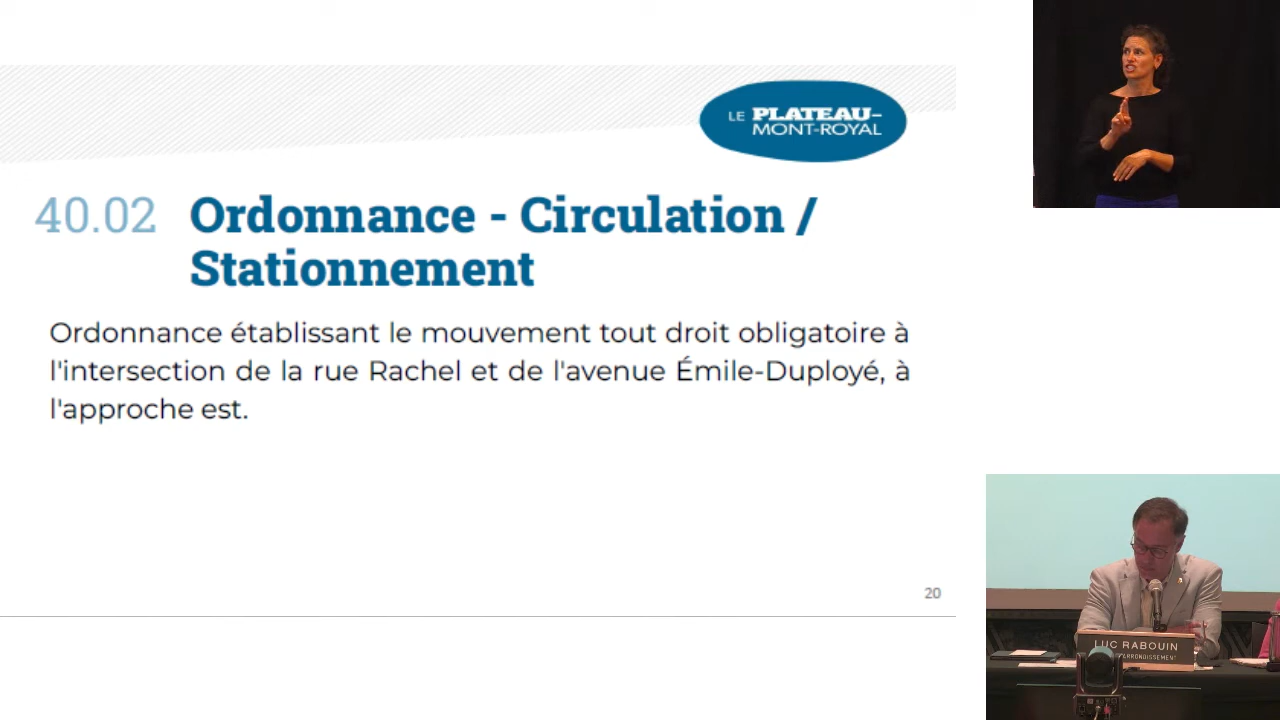 LE PLATEAU-
MONT-ROYAL
40.02 Ordonnance - Circulation /
Stationnement
Ordonnance établissant le mouvement tout droit obligatoire à
l'intersection de la rue Rachel et de l'avenue Émile-Duployé, à
l'approche est.
20
LUC RABOUIN
ARRONDISSEMENT